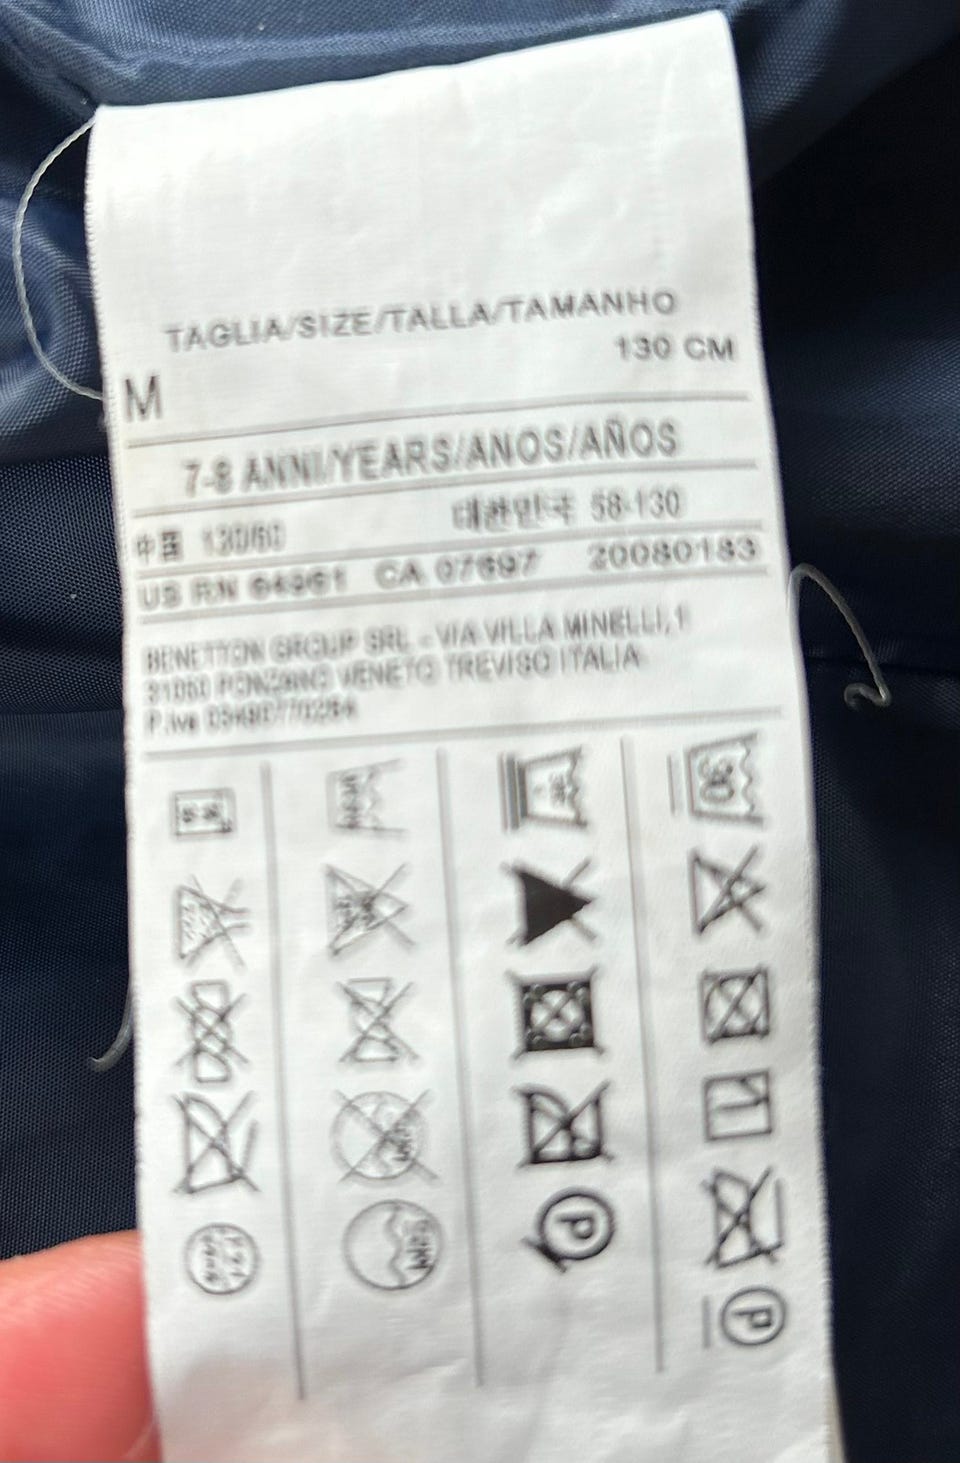 TAGLIA/SIZE/TALLA/TAMANHO
130 CM
M
7-8 ANNI/YEARS/ANOS/AÑOS
中国 130/60 대한민국 58-130
US RN 64961 CA 07697 20080183
BENETTON GROUP SRL - VIA VILLA MINELLI,1
31050 PONZANO VENETO TREVISO ITALIA
P.iva
30
P
P